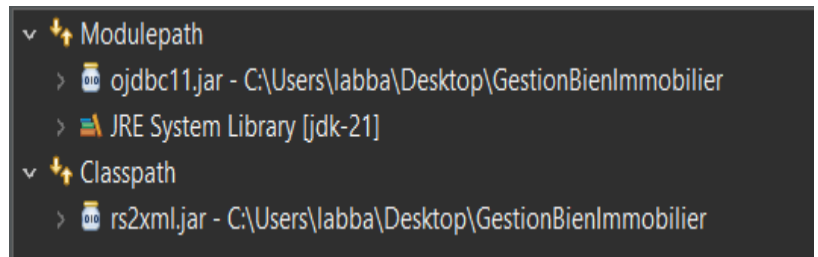 Modulepath
ojdbc11.jar - C:\Users\labba\Desktop\GestionBienImmobilier
JRE System Library [jdk-21]
Classpath
rs2xml.jar - C:\Users\labba\Desktop\GestionBienImmobilier